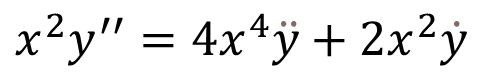 x²y′′ = 4x⁴ÿ + 2x²ẏ